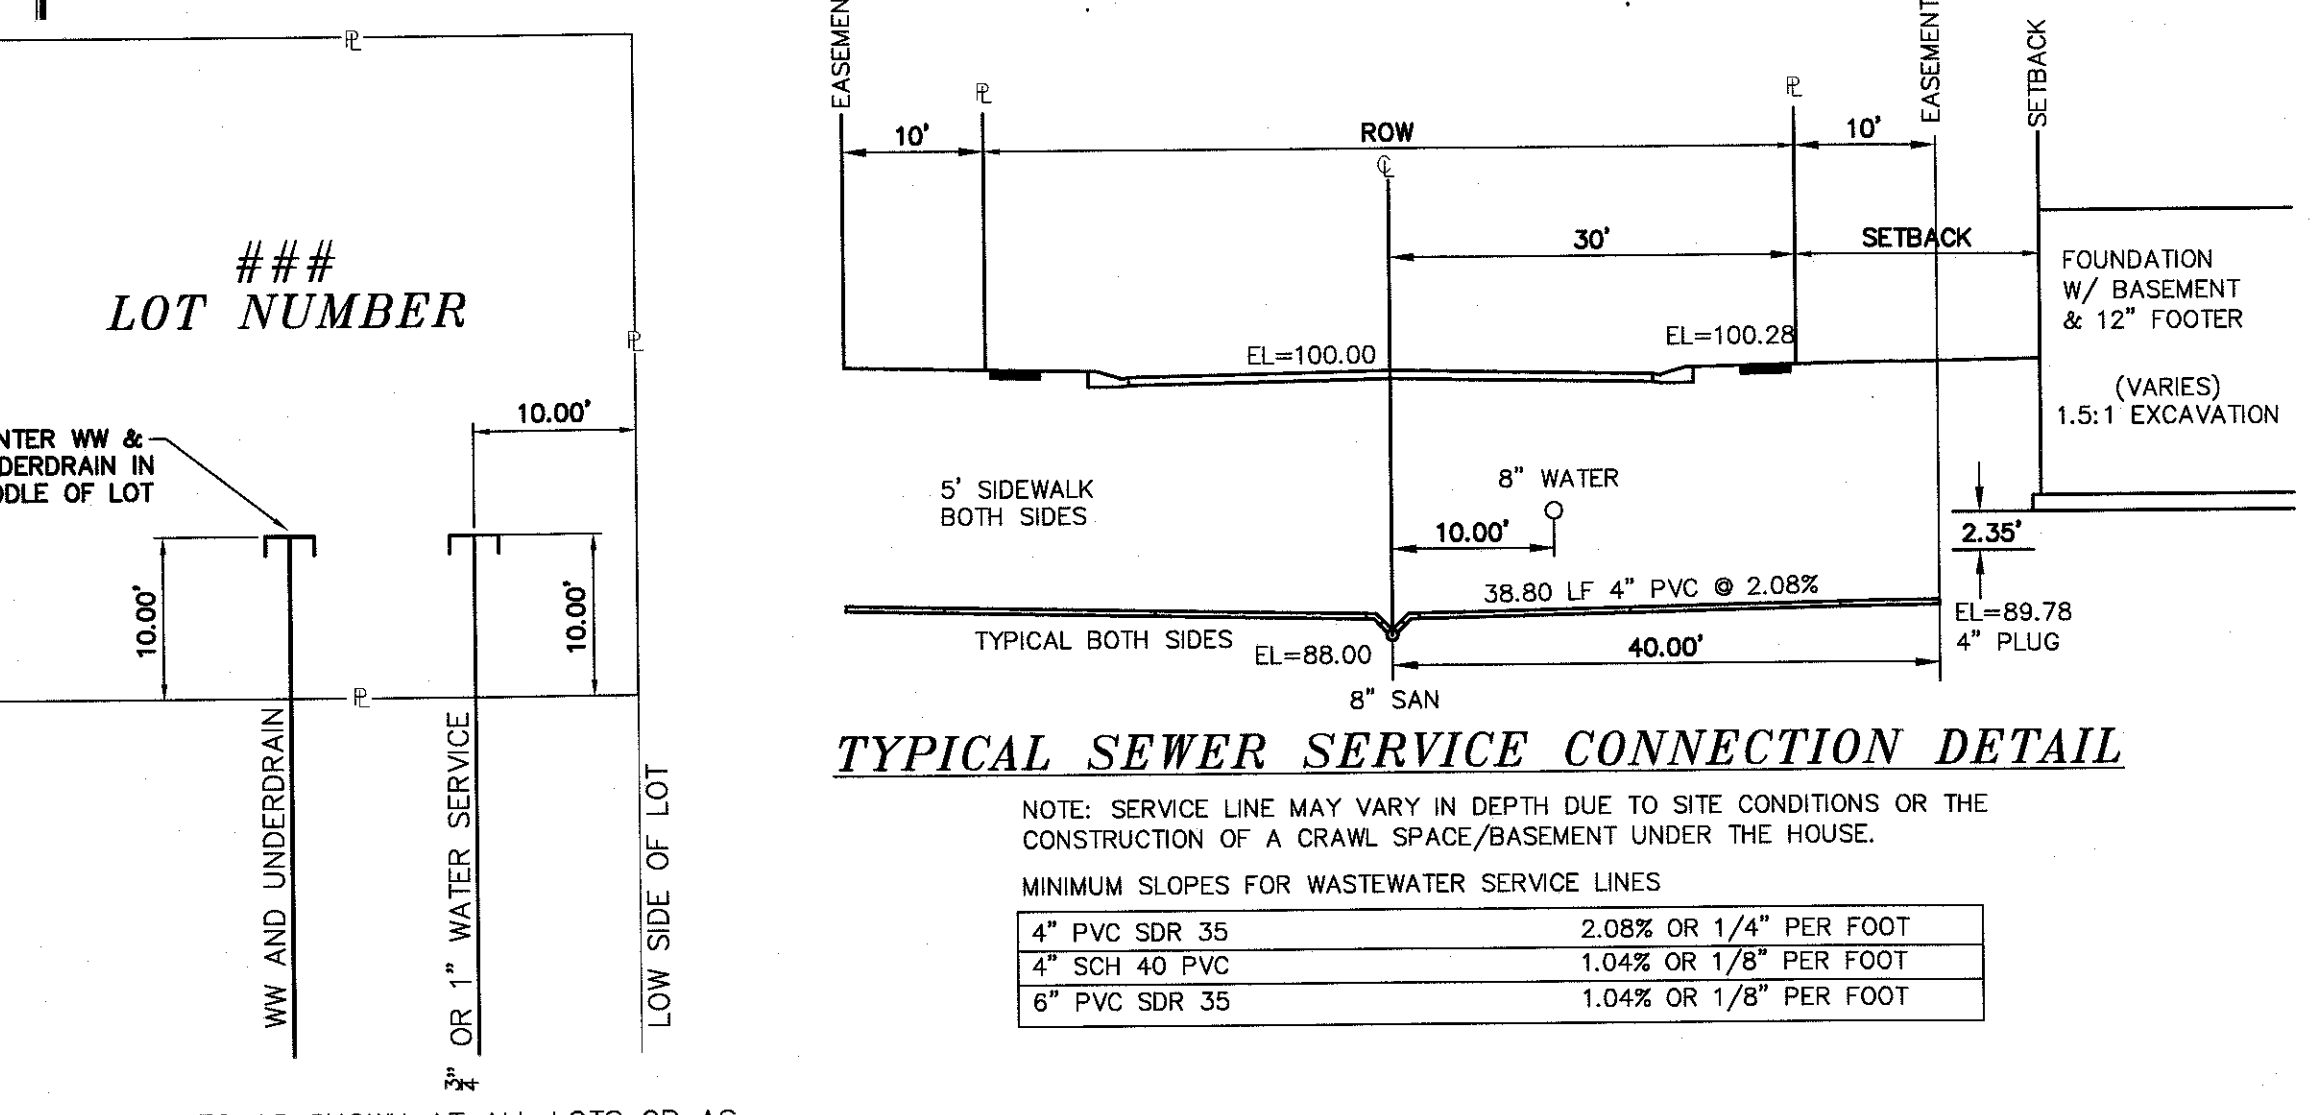 PL
###
LOT NUMBER
PL
10.00'
WW &
IN
OF LOT
10.00'
10.00'
PL
WW AND UNDERDRAIN
3/4" OR 1" WATER SERVICE
LOW SIDE OF LOT
AT ALL LOTS OR AS
EASEMENT
SETBACK
PL
PL
10'
ROW
10'
CL
30'
SETBACK
EL=100.00
EL=100.28
FOUNDATION
W/ BASEMENT
& 12" FOOTER
(VARIES)
1.5:1 EXCAVATION
5' SIDEWALK
BOTH SIDES
8" WATER
10.00'
2.35'
38.80 LF 4" PVC @ 2.08%
EL=89.78
4" PLUG
TYPICAL BOTH SIDES
EL=88.00
40.00'
8" SAN
TYPICAL SEWER SERVICE CONNECTION DETAIL
NOTE: SERVICE LINE MAY VARY IN DEPTH DUE TO SITE CONDITIONS OR THE
CONSTRUCTION OF A CRAWL SPACE/BASEMENT UNDER THE HOUSE.
MINIMUM SLOPES FOR WASTEWATER SERVICE LINES
4" PVC SDR 35 2.08% OR 1/4" PER FOOT
4" SCH 40 PVC 1.04% OR 1/8" PER FOOT
6" PVC SDR 35 1.04% OR 1/8" PER FOOT